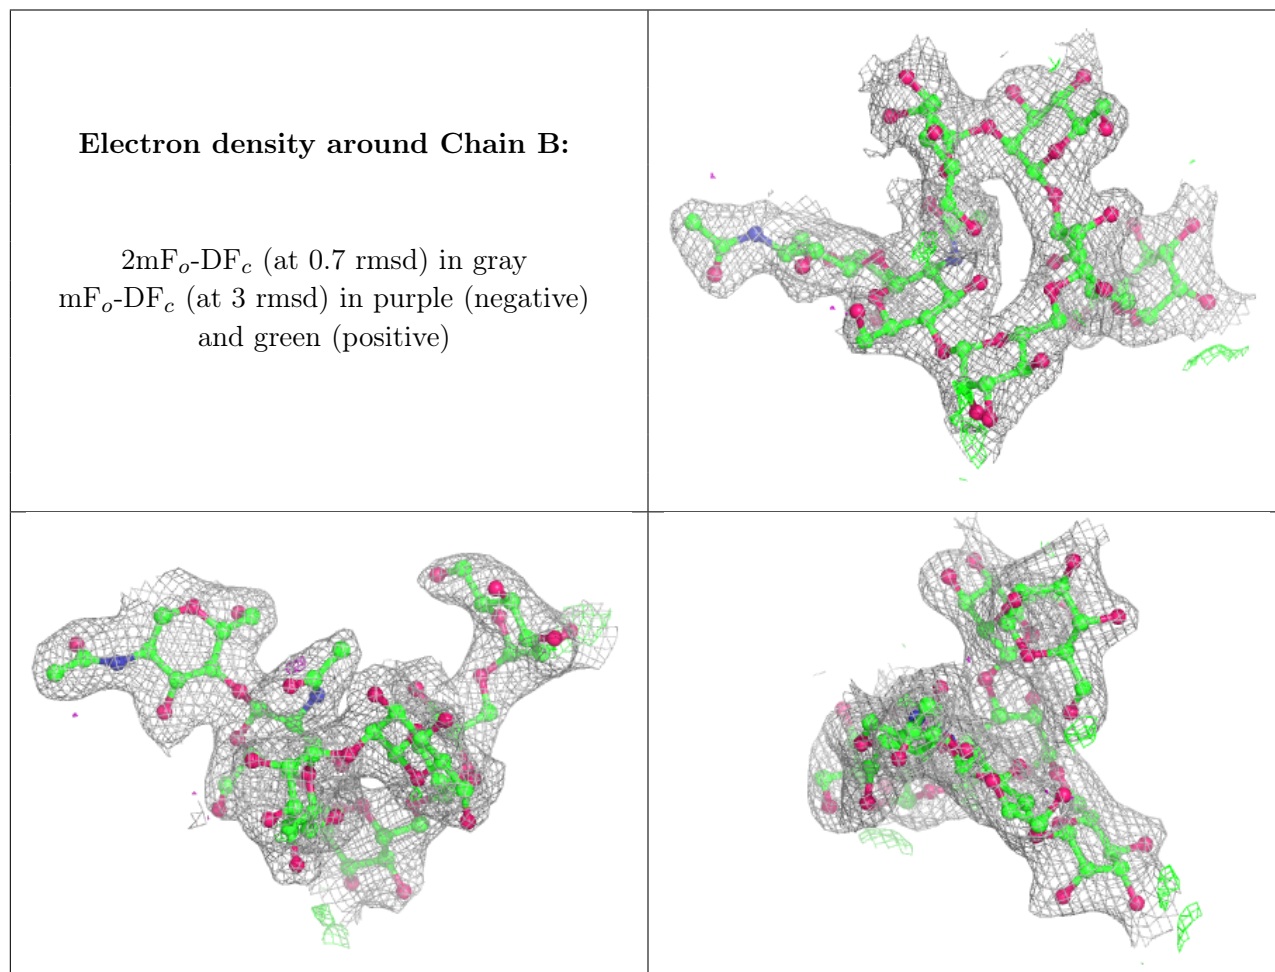 Electron density around Chain B:
2mFₒ-DF𝒸 (at 0.7 rmsd) in gray
mFₒ-DF𝒸 (at 3 rmsd) in purple (negative)
and green (positive)